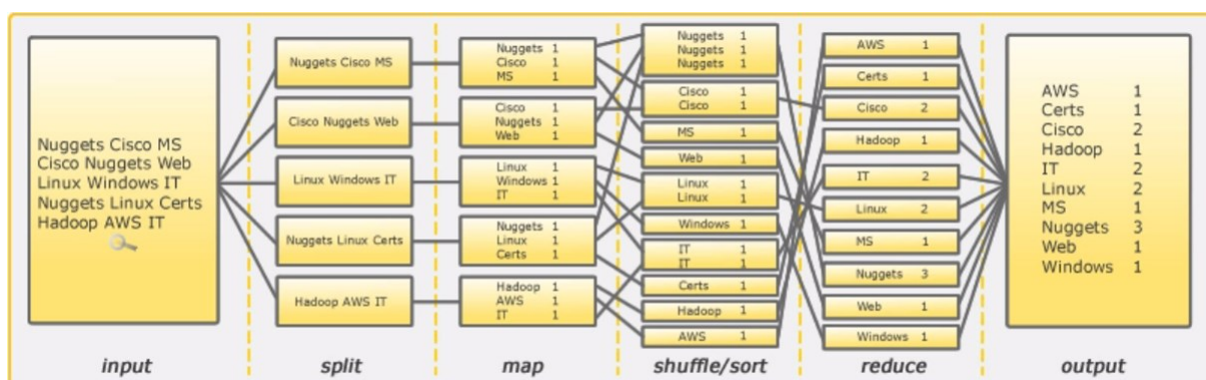 Nuggets Cisco MS
Cisco Nuggets Web
Linux Windows IT
Nuggets Linux Certs
Hadoop AWS IT
input
Nuggets Cisco MS
Cisco Nuggets Web
Linux Windows IT
Nuggets Linux Certs
Hadoop AWS IT
split
Nuggets 1
Cisco 1
MS 1
Cisco 1
Nuggets 1
Web 1
Linux 1
Windows 1
IT 1
Nuggets 1
Linux 1
Certs 1
Hadoop 1
AWS 1
IT 1
map
Nuggets 1
Nuggets 1
Nuggets 1
Cisco 1
Cisco 1
MS 1
Web 1
Linux 1
Linux 1
Windows 1
IT 1
IT 1
Certs 1
Hadoop 1
AWS 1
shuffle/sort
AWS 1
Certs 1
Cisco 2
Hadoop 1
IT 2
Linux 2
MS 1
Nuggets 3
Web 1
Windows 1
reduce
AWS 1
Certs 1
Cisco 2
Hadoop 1
IT 2
Linux 2
MS 1
Nuggets 3
Web 1
Windows 1
output